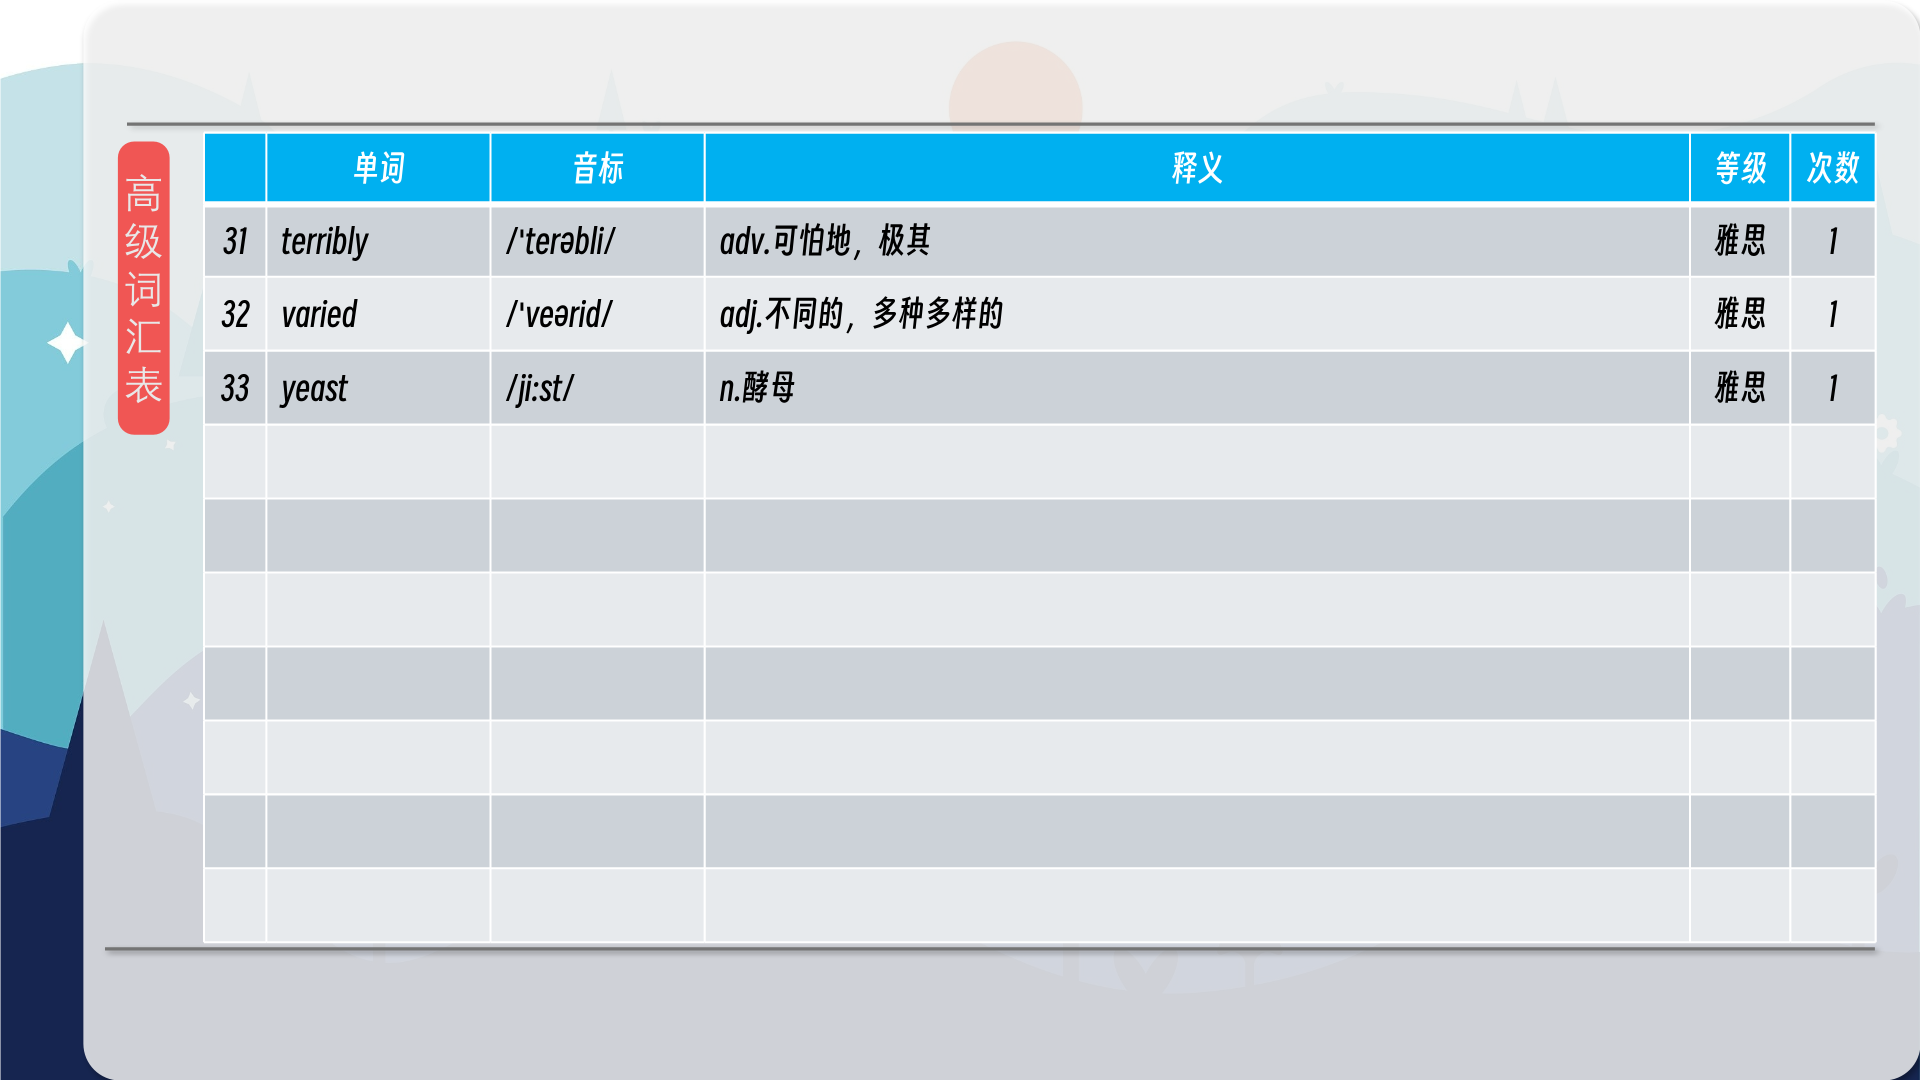 高级词汇表
单词 音标 释义 等级 次数
31 terribly /'terəbli/ adv.可怕地，极其 雅思 1
32 varied /'veərid/ adj.不同的，多种多样的 雅思 1
33 yeast /ji:st/ n.酵母 雅思 1